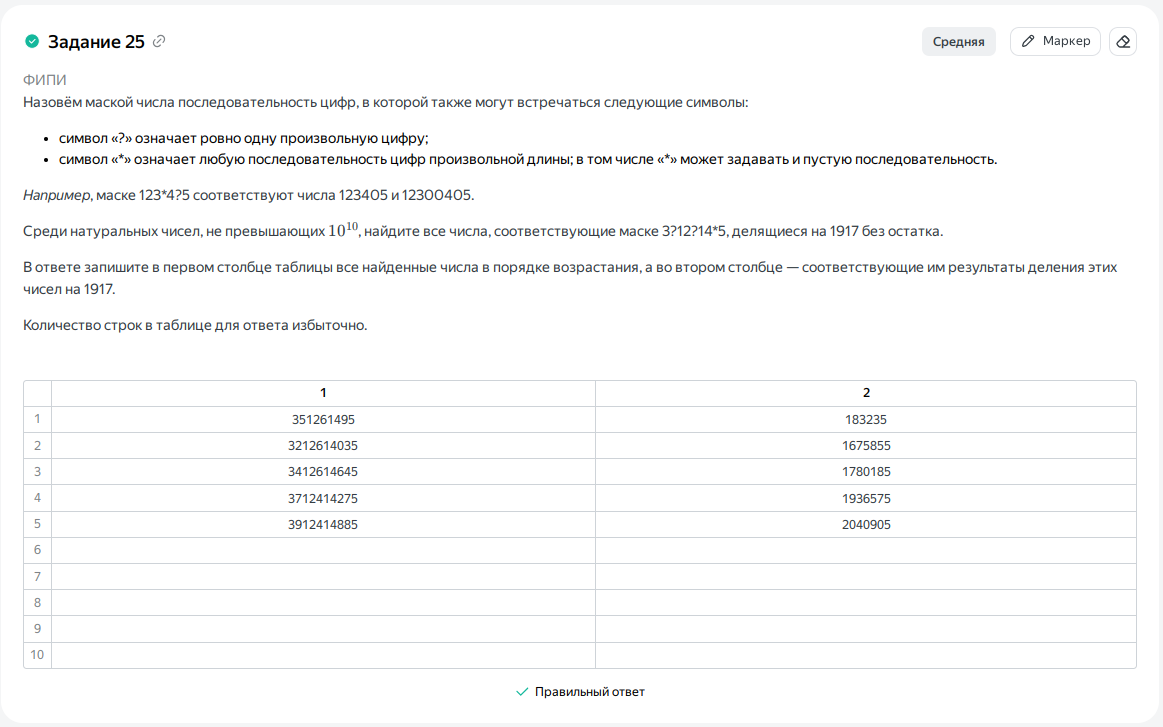 Задание 25
Средняя
Маркер
ФИПИ
Назовём маской числа последовательность цифр, в которой также могут встречаться следующие символы:
• символ «?» означает ровно одну произвольную цифру;
• символ «*» означает любую последовательность цифр произвольной длины; в том числе «*» может задавать и пустую последовательность.
Например, маске 123*4?5 соответствуют числа 123405 и 12300405.
Среди натуральных чисел, не превышающих 10¹⁰, найдите все числа, соответствующие маске 3?12?14*5, делящиеся на 1917 без остатка.
В ответе запишите в первом столбце таблицы все найденные числа в порядке возрастания, а во втором столбце — соответствующие им результаты деления этих
чисел на 1917.
Количество строк в таблице для ответа избыточно.
1 2
1 351261495 183235
2 3212614035 1675855
3 3412614645 1780185
4 3712414275 1936575
5 3912414885 2040905
6
7
8
9
10
Правильный ответ